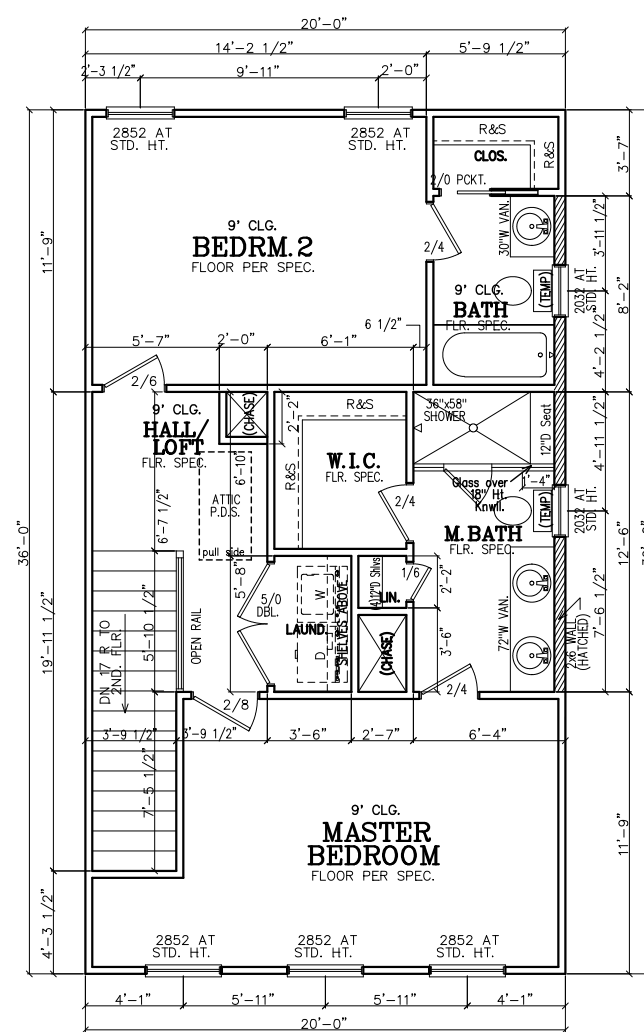 20'-0"
14'-2 1/2"
5'-9 1/2"
2'-3 1/2"
9'-11"
2'-0"
2852 AT
STD. HT.
2852 AT
STD. HT.
R&S
CLOS.
R&S
2/0 PCKT.
3'-7"
30"W VAN.
3'-11 1/2"
9' CLG.
BEDRM.2
FLOOR PER SPEC.
2/4
11'-9"
9' CLG.
BATH
FLR. SPEC.
(TEMP)
2032 AT
STD. HT.
8'-2"
6 1/2"
4'-2 1/2"
5'-7"
2'-0"
6'-1"
2/6
9' CLG.
HALL/
LOFT
FLR. SPEC.
(CHASE)
2'-2"
R&S
R&S
W.I.C.
FLR. SPEC.
36"x58"
SHOWER
12"D Seat
4'-11 1/2"
6'-10"
ATTIC
P.D.S.
pull side
6'-7 1/2"
2/4
Glass over
18" Ht.
Knwll.
1'-4"
(TEMP)
2032 AT
STD. HT.
M.BATH
FLR. SPEC.
12'-6"
36'-0"
19'-11 1/2"
5'-8"
5/0
DBL.
W
D
LAUND.
SHELVES ABOVE
(4)12"D Shlvs
LIN.
1/6
2'-2"
72"W VAN.
7'-6 1/2"
2x6 WALL
(HATCHED)
DN 17 R TO
2ND. FLR.
5'-10 1/2"
OPEN RAIL
(CHASE)
3'-6"
2/8
2/4
3'-9 1/2"
3'-9 1/2"
3'-6"
2'-7"
6'-4"
7'-5 1/2"
9' CLG.
MASTER
BEDROOM
FLOOR PER SPEC.
11'-9"
4'-3 1/2"
2852 AT
STD. HT.
2852 AT
STD. HT.
2852 AT
STD. HT.
4'-1"
5'-11"
5'-11"
4'-1"
20'-0"